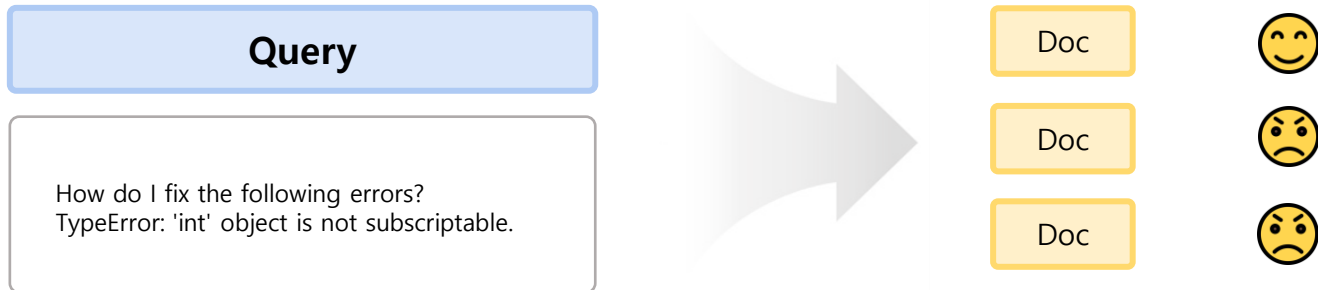 Query
How do I fix the following errors?
TypeError: 'int' object is not subscriptable.
Doc
Doc
Doc